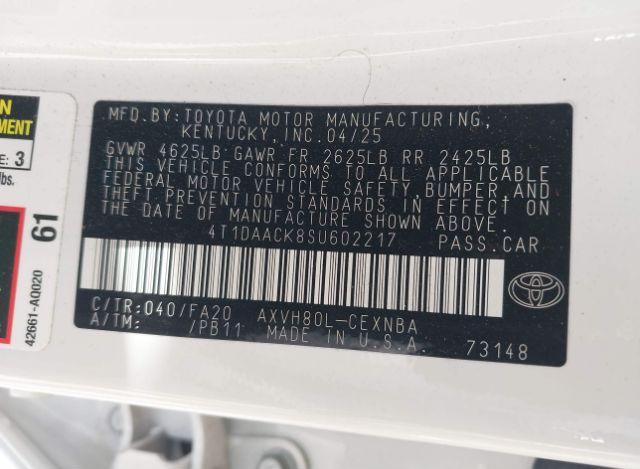 MFD.BY:TOYOTA MOTOR MANUFACTURING,
KENTUCKY,INC.04/25
GVWR 4625LB GAWR FR 2625LB RR 2425LB
THIS VEHICLE CONFORMS TO ALL APPLICABLE
FEDERAL MOTOR VEHICLE SAFETY,BUMPER,AND
THEFT PREVENTION STANDARDS IN EFFECT ON
THE DATE OF MANUFACTURE SHOWN ABOVE.
4T1DAACK8SU602217 PASS.CAR
C/TR:040/FA20 AXVH80L-CEXNBA
A/TM: /PB11 MADE IN U.S.A.
73148
3
lbs.
61
42661-A0020